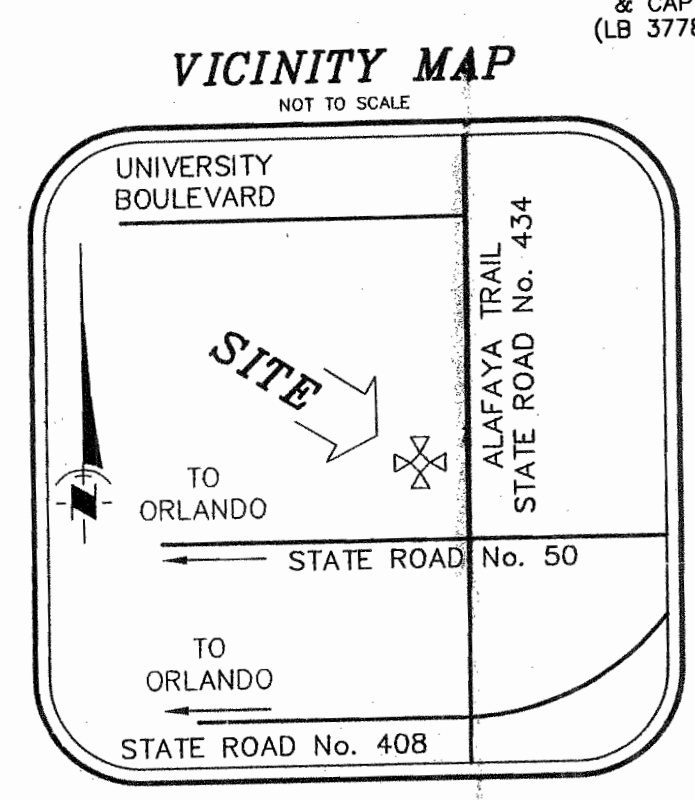 & CAP
(LB 3778
VICINITY MAP
NOT TO SCALE
UNIVERSITY
BOULEVARD
ALAFAYA TRAIL
STATE ROAD No. 434
SITE
TO
ORLANDO
STATE ROAD No. 50
TO
ORLANDO
STATE ROAD No. 408